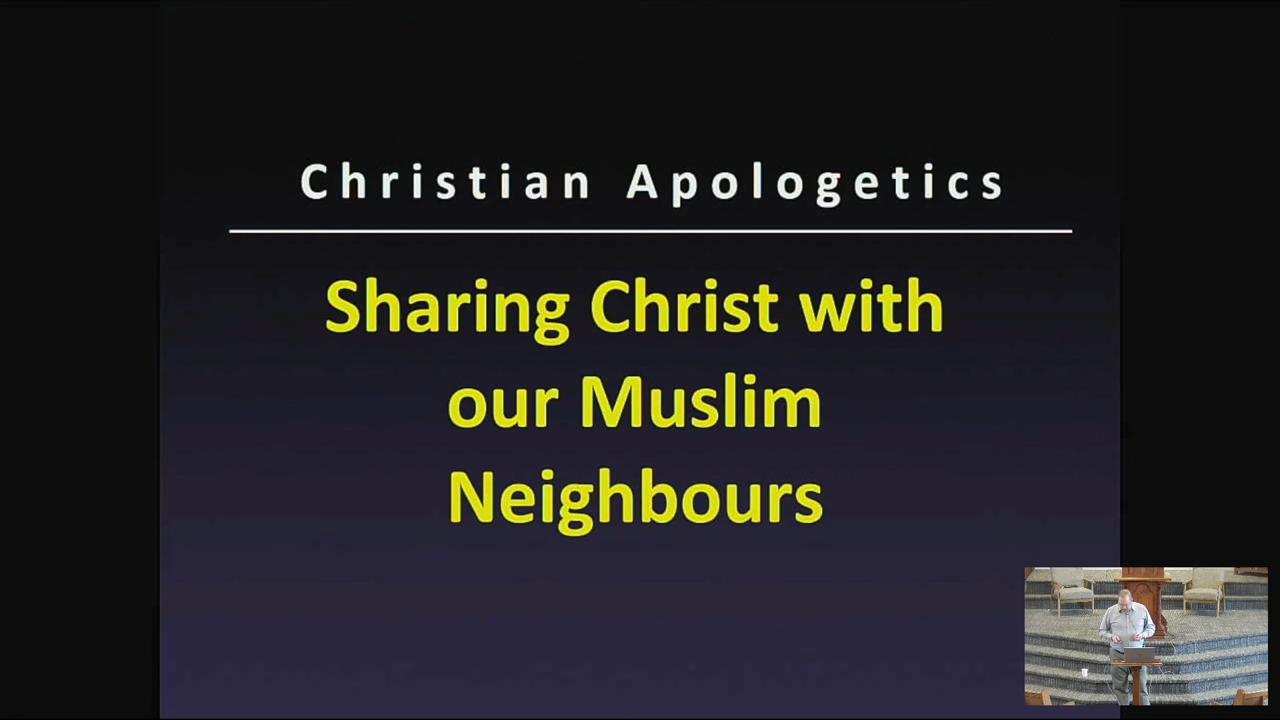 Christian Apologetics
Sharing Christ with
our Muslim
Neighbours